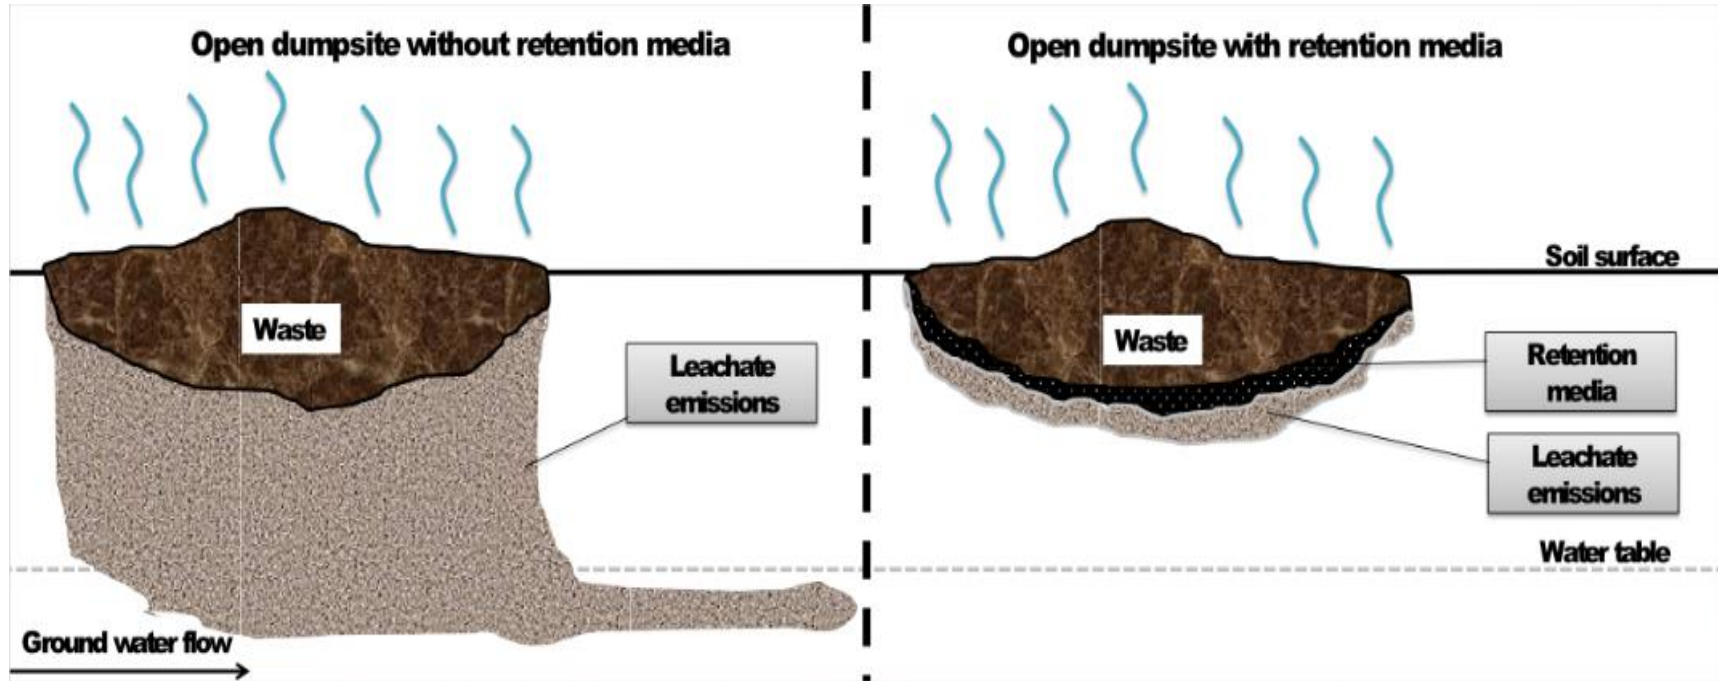 Open dumpsite without retention media
Open dumpsite with retention media
Soil surface
Waste
Waste
Leachate
emissions
Retention
media
Leachate
emissions
Water table
Ground water flow